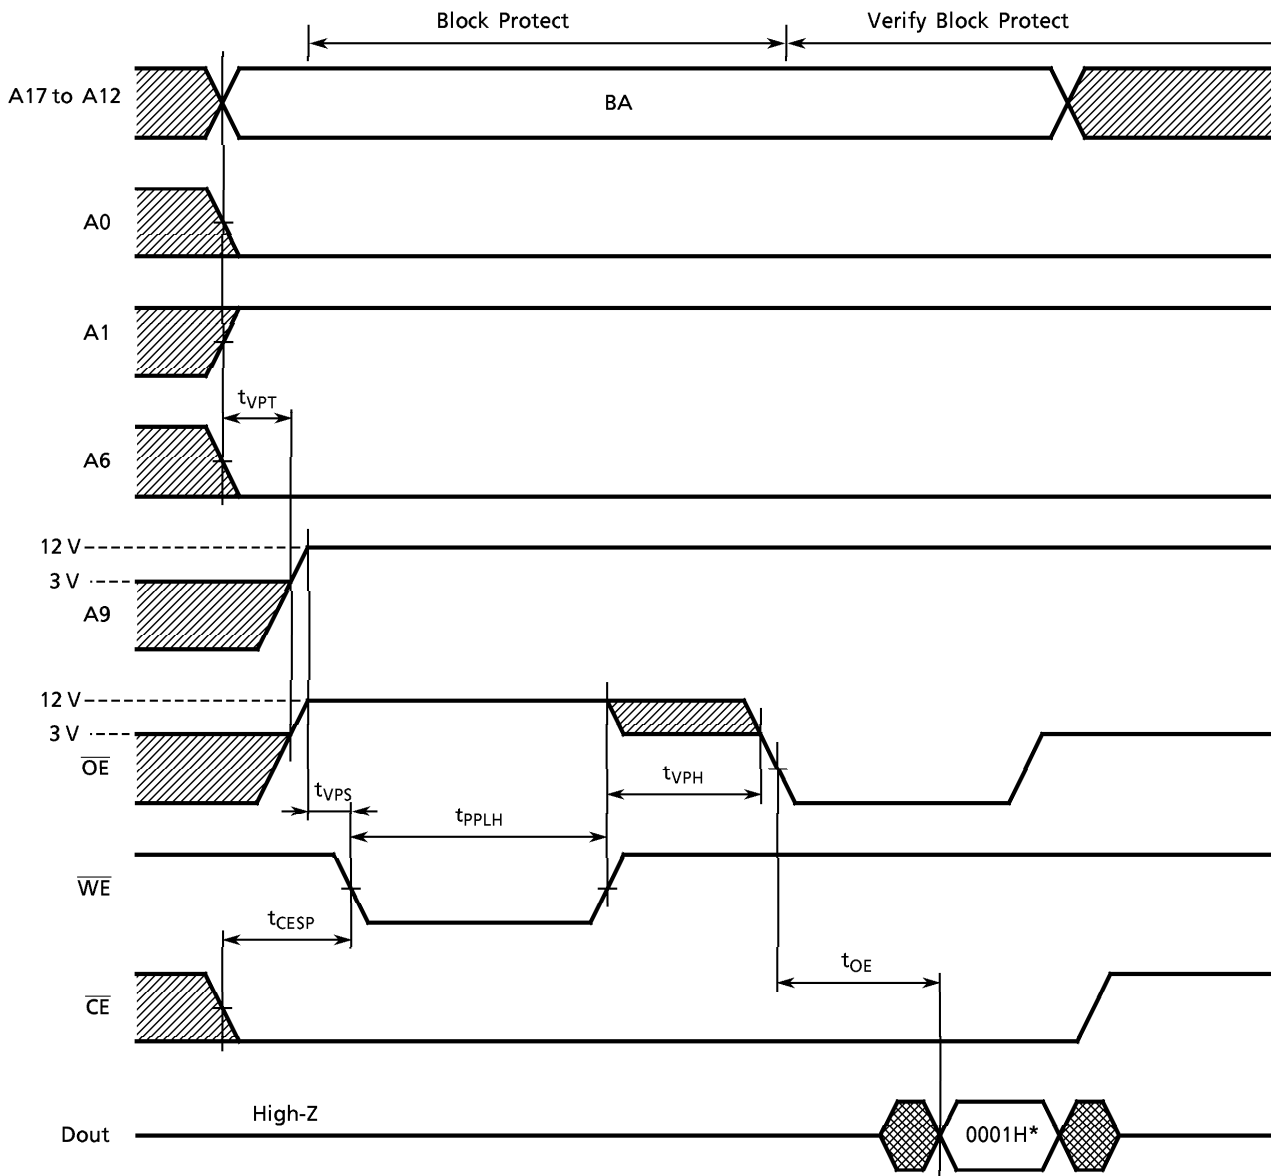 Block Protect
Verify Block Protect
A17 to A12
BA
A0
A1
tVPT
A6
12 V
3 V
A9
12 V
3 V
OE
tVPS
tVPH
tPPLH
WE
tCESP
CE
tOE
High-Z
Dout
0001H*